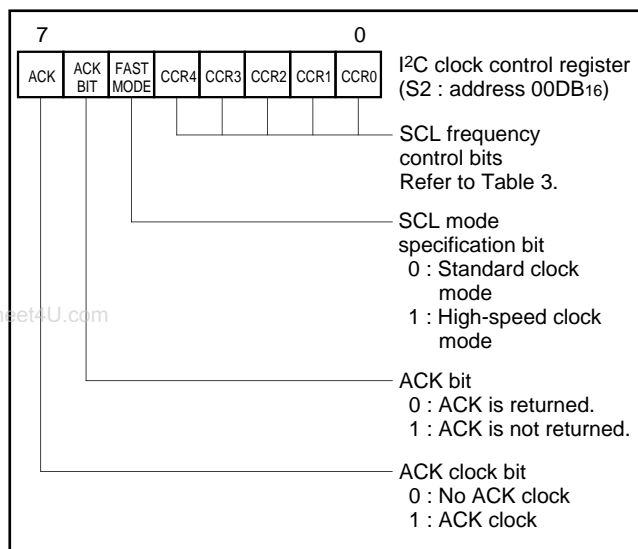 7 0
ACK ACK BIT FAST MODE CCR4 CCR3 CCR2 CCR1 CCR0
I²C clock control register
(S2 : address 00DB₁₆)
SCL frequency
control bits
Refer to Table 3.
SCL mode
specification bit
0 : Standard clock
mode
1 : High-speed clock
mode
eet4U.com
ACK bit
0 : ACK is returned.
1 : ACK is not returned.
ACK clock bit
0 : No ACK clock
1 : ACK clock